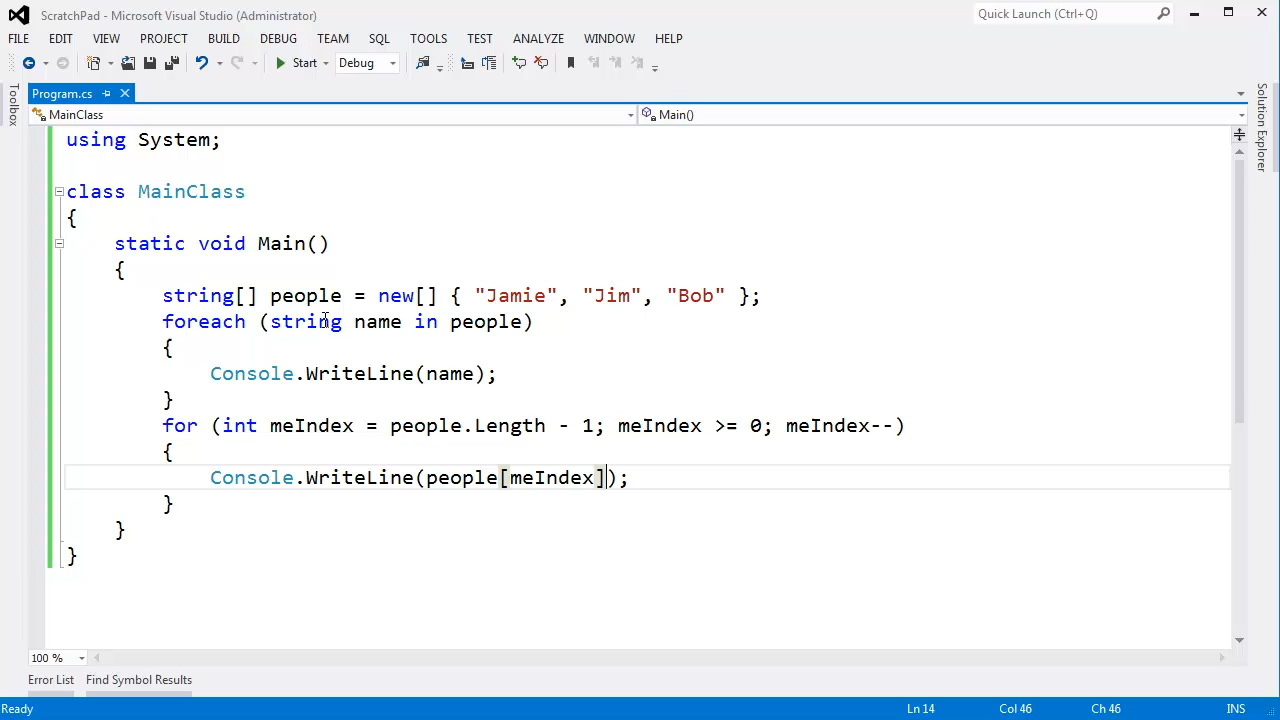 ScratchPad - Microsoft Visual Studio (Administrator)
Quick Launch (Ctrl+Q)
FILE EDIT VIEW PROJECT BUILD DEBUG TEAM SQL TOOLS TEST ANALYZE WINDOW HELP
Start Debug
Toolbox
Program.cs
Solution Explorer
MainClass Main()
using System;
class MainClass
{
static void Main()
{
string[] people = new[] { "Jamie", "Jim", "Bob" };
foreach (string name in people)
{
Console.WriteLine(name);
}
for (int meIndex = people.Length - 1; meIndex >= 0; meIndex--)
{
Console.WriteLine(people[meIndex]);
}
}
}
100 %
Error List Find Symbol Results
Ready Ln 14 Col 46 Ch 46 INS